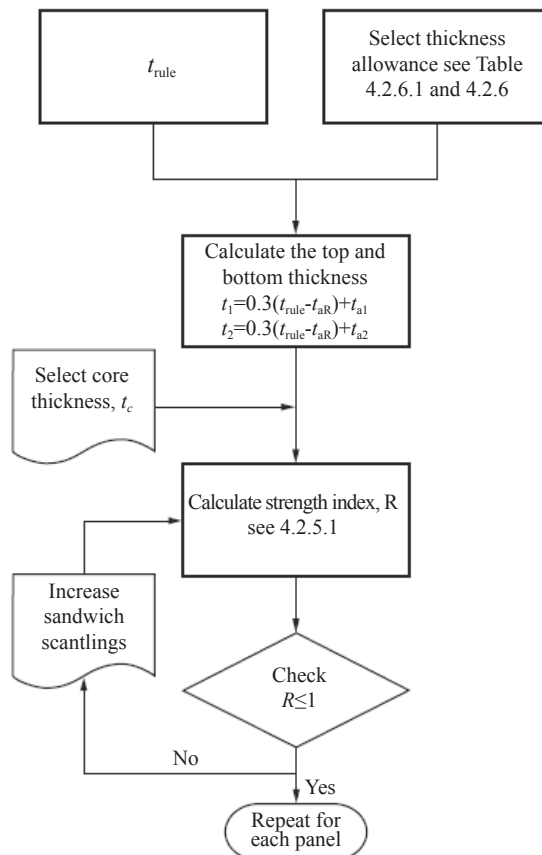 t_rule
Select thickness
allowance see Table
4.2.6.1 and 4.2.6
Calculate the top and
bottom thickness
t₁=0.3(t_rule-t_aR)+t_a1
t₂=0.3(t_rule-t_aR)+t_a2
Select core
thickness, t_c
Calculate strength index, R
see 4.2.5.1
Increase
sandwich
scantlings
Check
R≤1
No
Yes
Repeat for
each panel